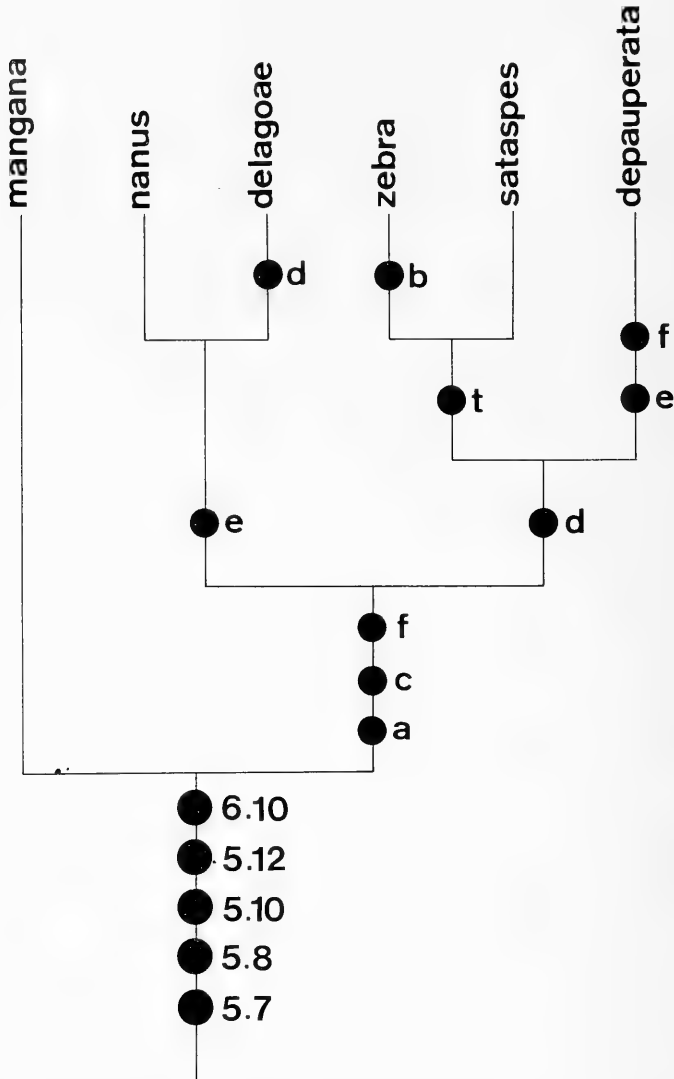 mangana
nanus
delagoae
zebra
sataspes
depauperata
d
b
f
t
e
e
d
f
c
a
6.10
5.12
5.10
5.8
5.7